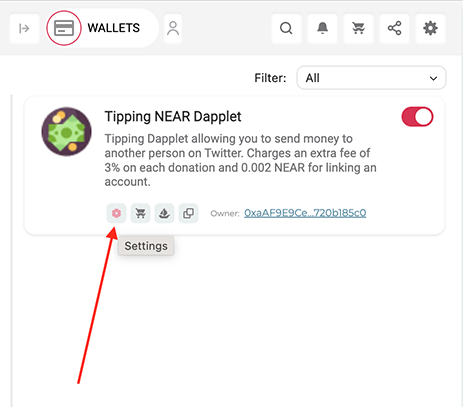 WALLETS
Filter: All
Tipping NEAR Dapplet
Tipping Dapplet allowing you to send money to
another person on Twitter. Charges an extra fee of
3% on each donation and 0.002 NEAR for linking an
account.
Owner: 0xaAF9E9Ce...720b185c0
Settings